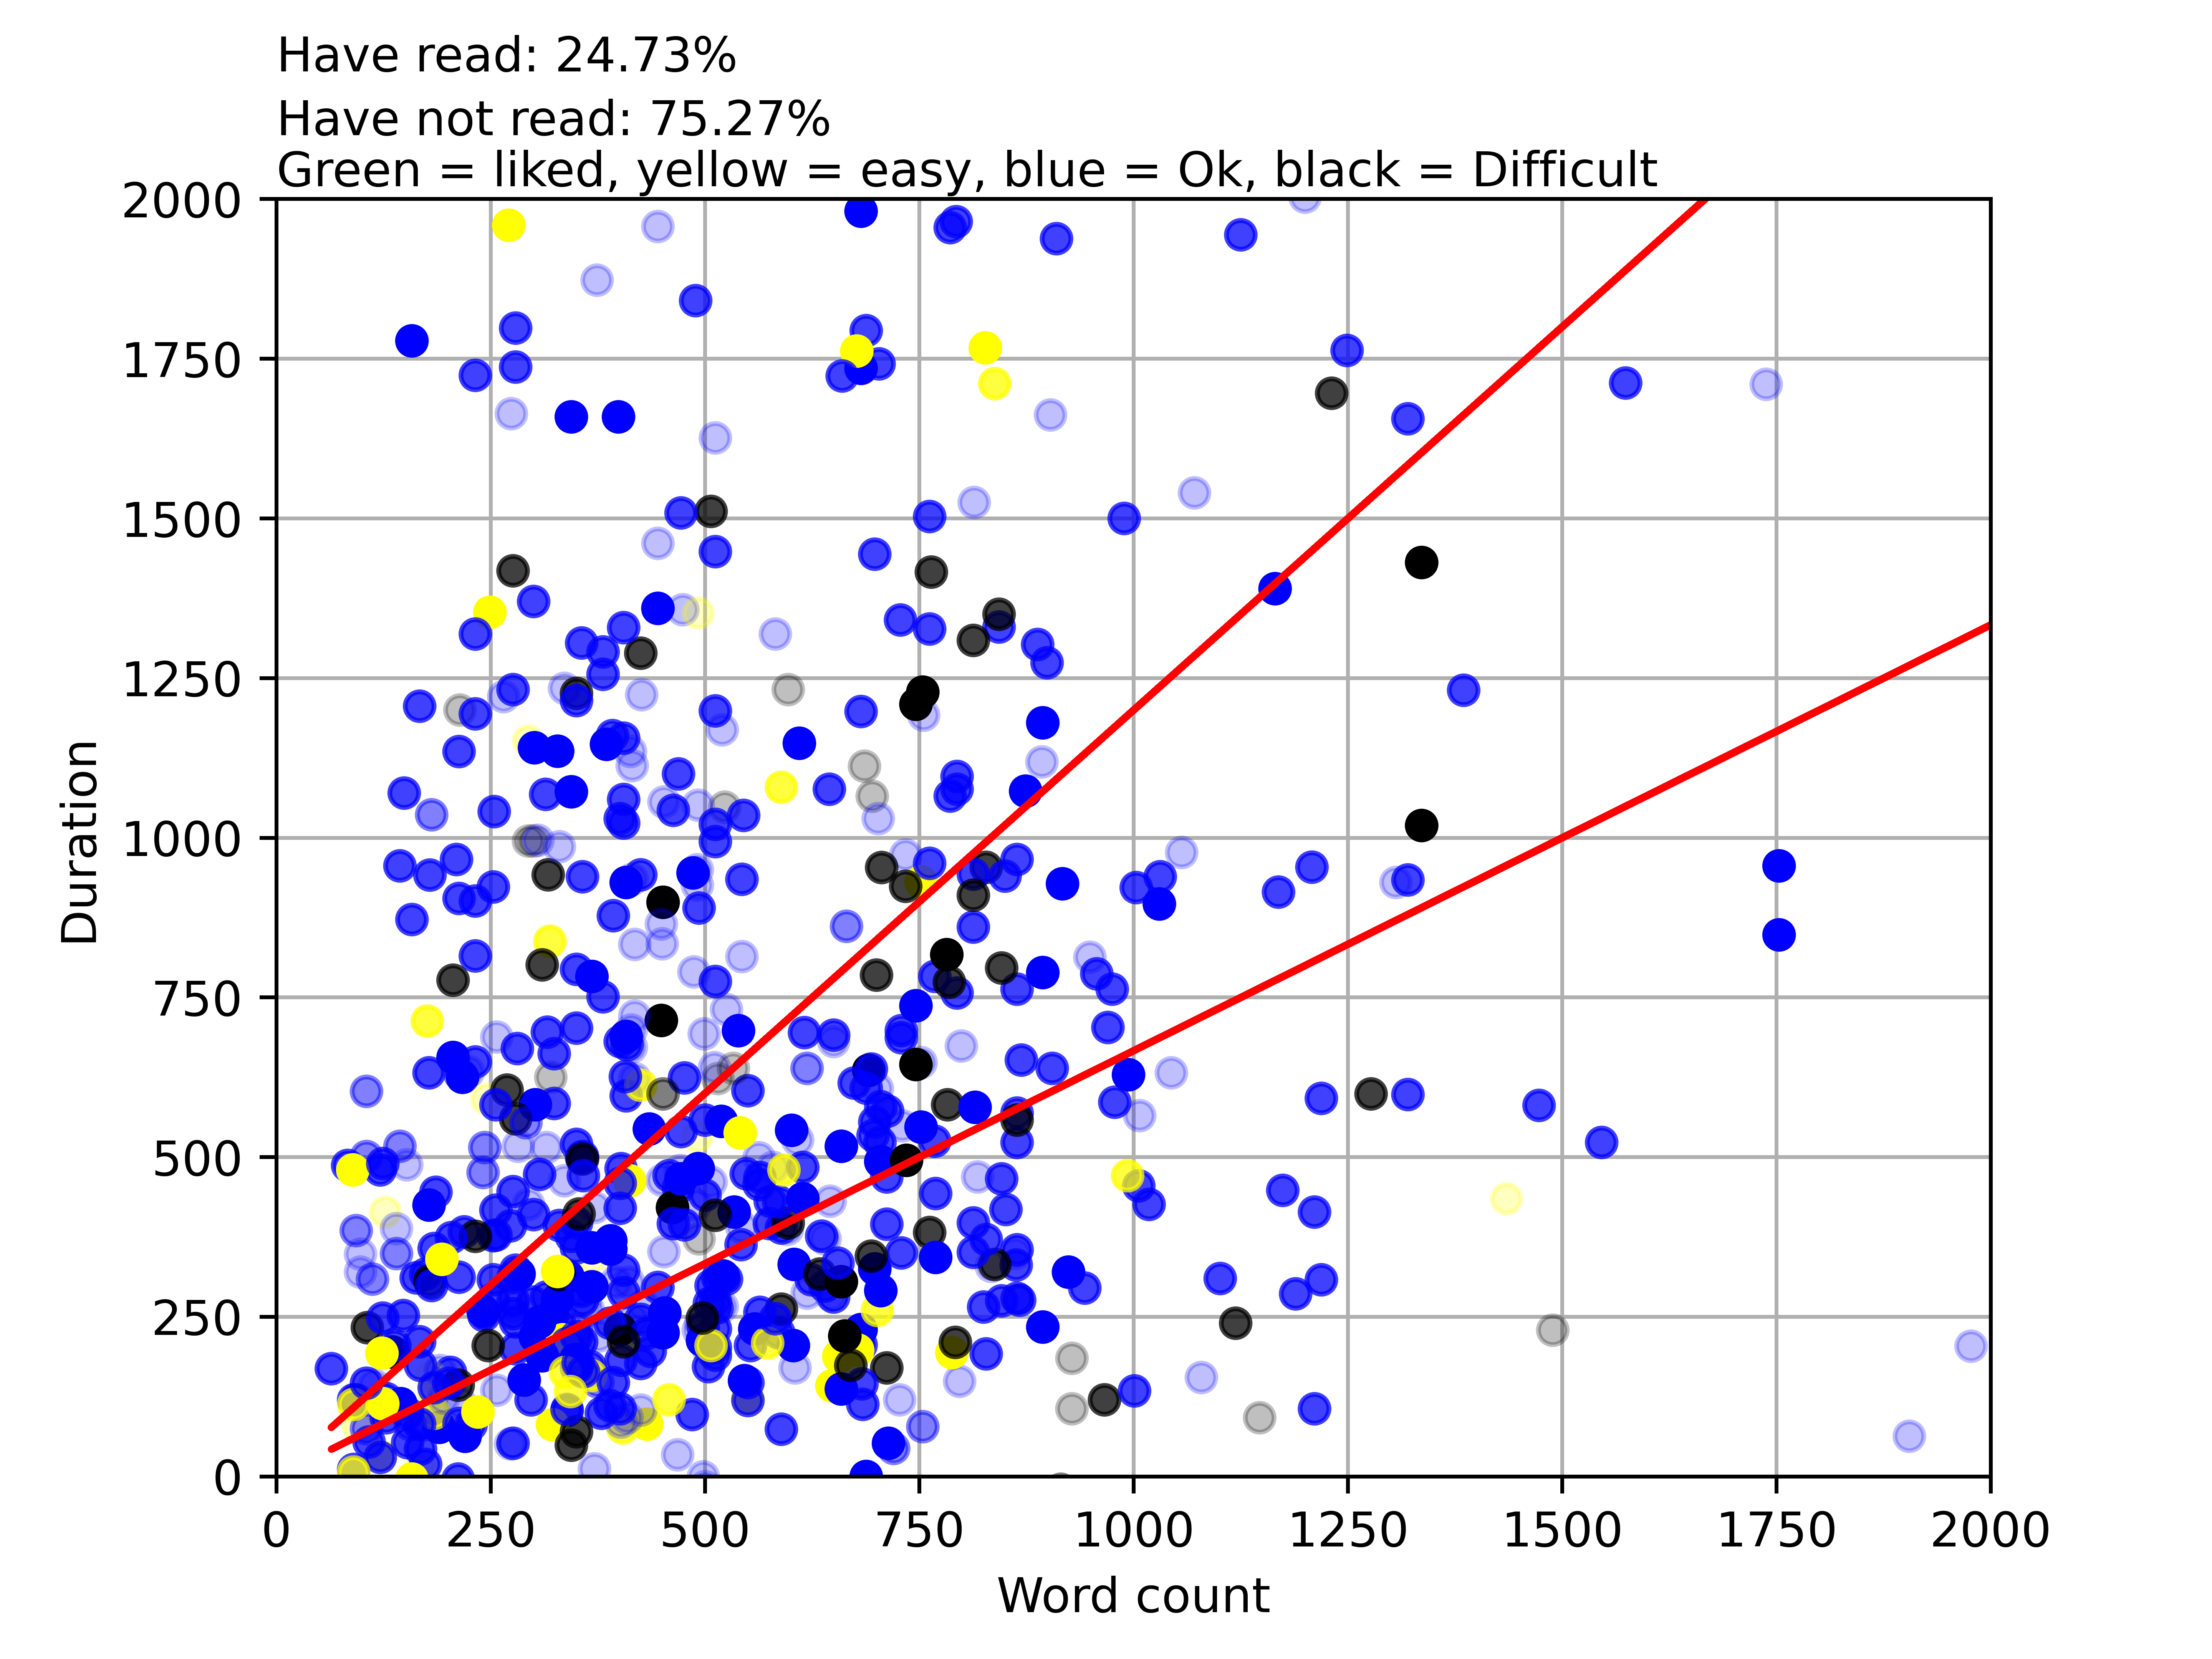 Have read: 24.73%
Have not read: 75.27%
Green = liked, yellow = easy, blue = Ok, black = Difficult
2000
1750
1500
1250
1000
750
500
250
0
Duration
0 250 500 750 1000 1250 1500 1750 2000
Word count